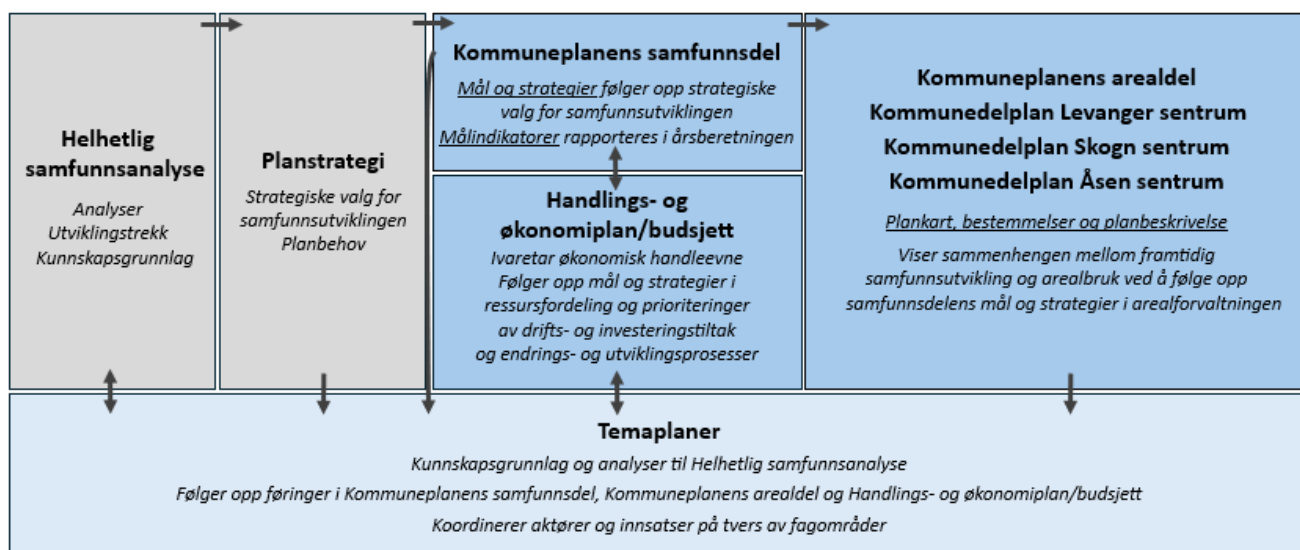 Helhetlig
samfunnsanalyse
Analyser
Utviklingstrekk
Kunnskapsgrunnlag
Planstrategi
Strategiske valg for
samfunnsutviklingen
Planbehov
Kommuneplanens samfunnsdel
Mål og strategier følger opp strategiske
valg for samfunnsutviklingen
Målindikatorer rapporteres i årsberetningen
Handlings- og
økonomiplan/budsjett
Ivaretar økonomisk handleevne
Følger opp mål og strategier i
ressursfordeling og prioriteringer
av drifts- og investeringstiltak
og endrings- og utviklingsprosesser
Kommuneplanens arealdel
Kommunedelplan Levanger sentrum
Kommunedelplan Skogn sentrum
Kommunedelplan Åsen sentrum
Plankart, bestemmelser og planbeskrivelse
Viser sammenhengen mellom framtidig
samfunnsutvikling og arealbruk ved å følge opp
samfunnsdelens mål og strategier i arealforvaltningen
Temaplaner
Kunnskapsgrunnlag og analyser til Helhetlig samfunnsanalyse
Følger opp føringer i Kommuneplanens samfunnsdel, Kommuneplanens arealdel og Handlings- og økonomiplan/budsjett
Koordinerer aktører og innsatser på tvers av fagområder